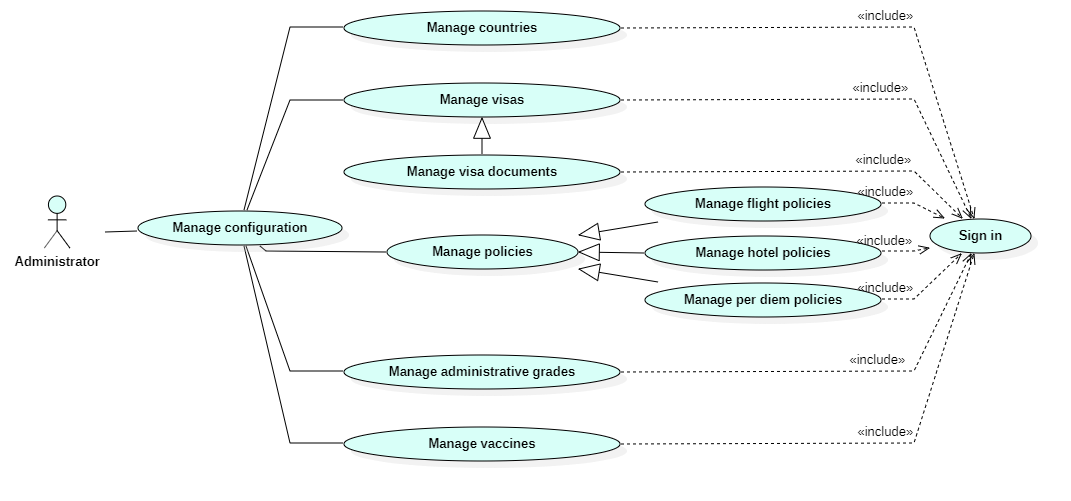 «include»
Manage countries
«include»
Manage visas
«include»
Manage visa documents
«include»
Manage flight policies
Manage configuration
Sign in
«include»
Manage policies
Manage hotel policies
Administrator
«include»
Manage per diem policies
«include»
Manage administrative grades
«include»
Manage vaccines